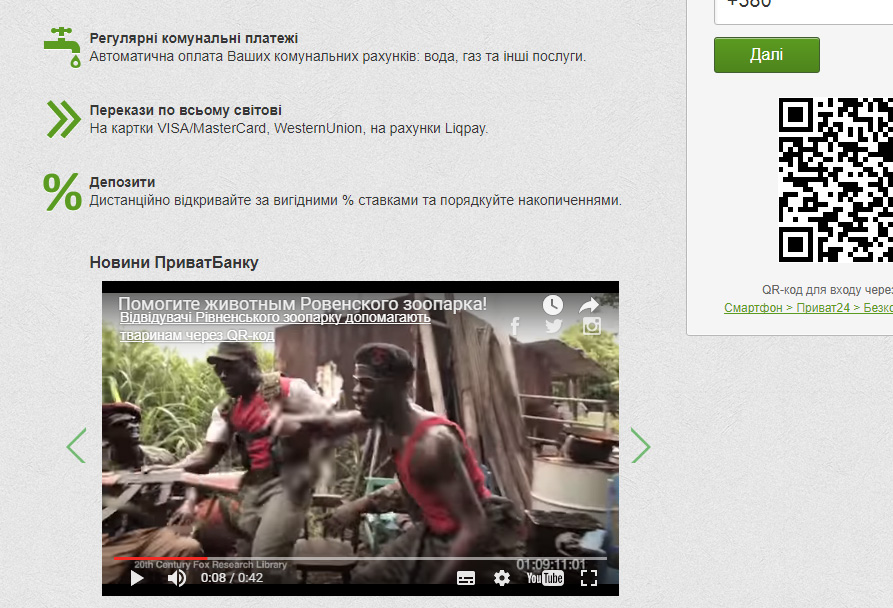 +380
Далі
Регулярні комунальні платежі
Автоматична оплата Ваших комунальних рахунків: вода, газ та інші послуги.
Перекази по всьому світові
На картки VISA/MasterCard, WesternUnion, на рахунки Liqpay.
% Депозити
Дистанційно відкривайте за вигідними % ставками та порядкуйте накопиченнями.
QR-код для входу через
Смартфон > Приват24 > Безко
Новини ПриватБанку
Помогите животным Ровенского зоопарка!
Відвідувачі Рівненського зоопарку допомагають
тваринам через QR-код
20th Century Fox Research Library
01:09:11:01
0:08 / 0:42
YouTube